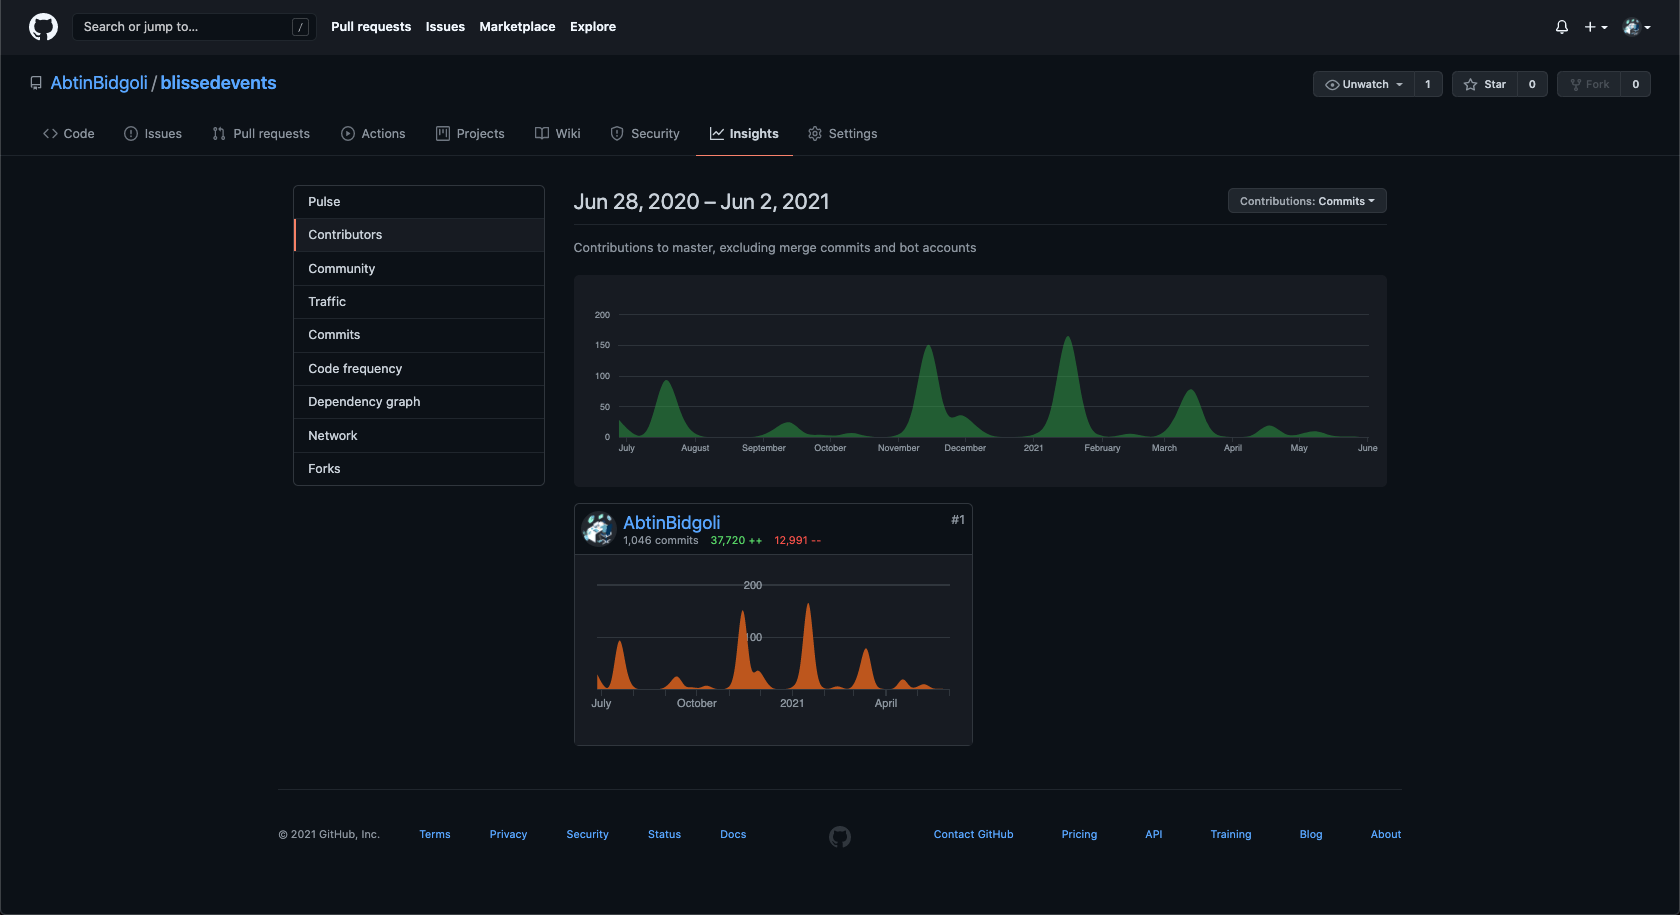 Search or jump to... / Pull requests Issues Marketplace Explore
AbtinBidgoli / blissedevents Unwatch 1 Star 0 Fork 0
Code Issues Pull requests Actions Projects Wiki Security Insights Settings
Pulse
Contributors
Community
Traffic
Commits
Code frequency
Dependency graph
Network
Forks
Jun 28, 2020 – Jun 2, 2021 Contributions: Commits
Contributions to master, excluding merge commits and bot accounts
200
150
100
50
0
July August September October November December 2021 February March April May June
AbtinBidgoli #1
1,046 commits 37,720 ++ 12,991 --
200
100
July October 2021 April
© 2021 GitHub, Inc. Terms Privacy Security Status Docs Contact GitHub Pricing API Training Blog About